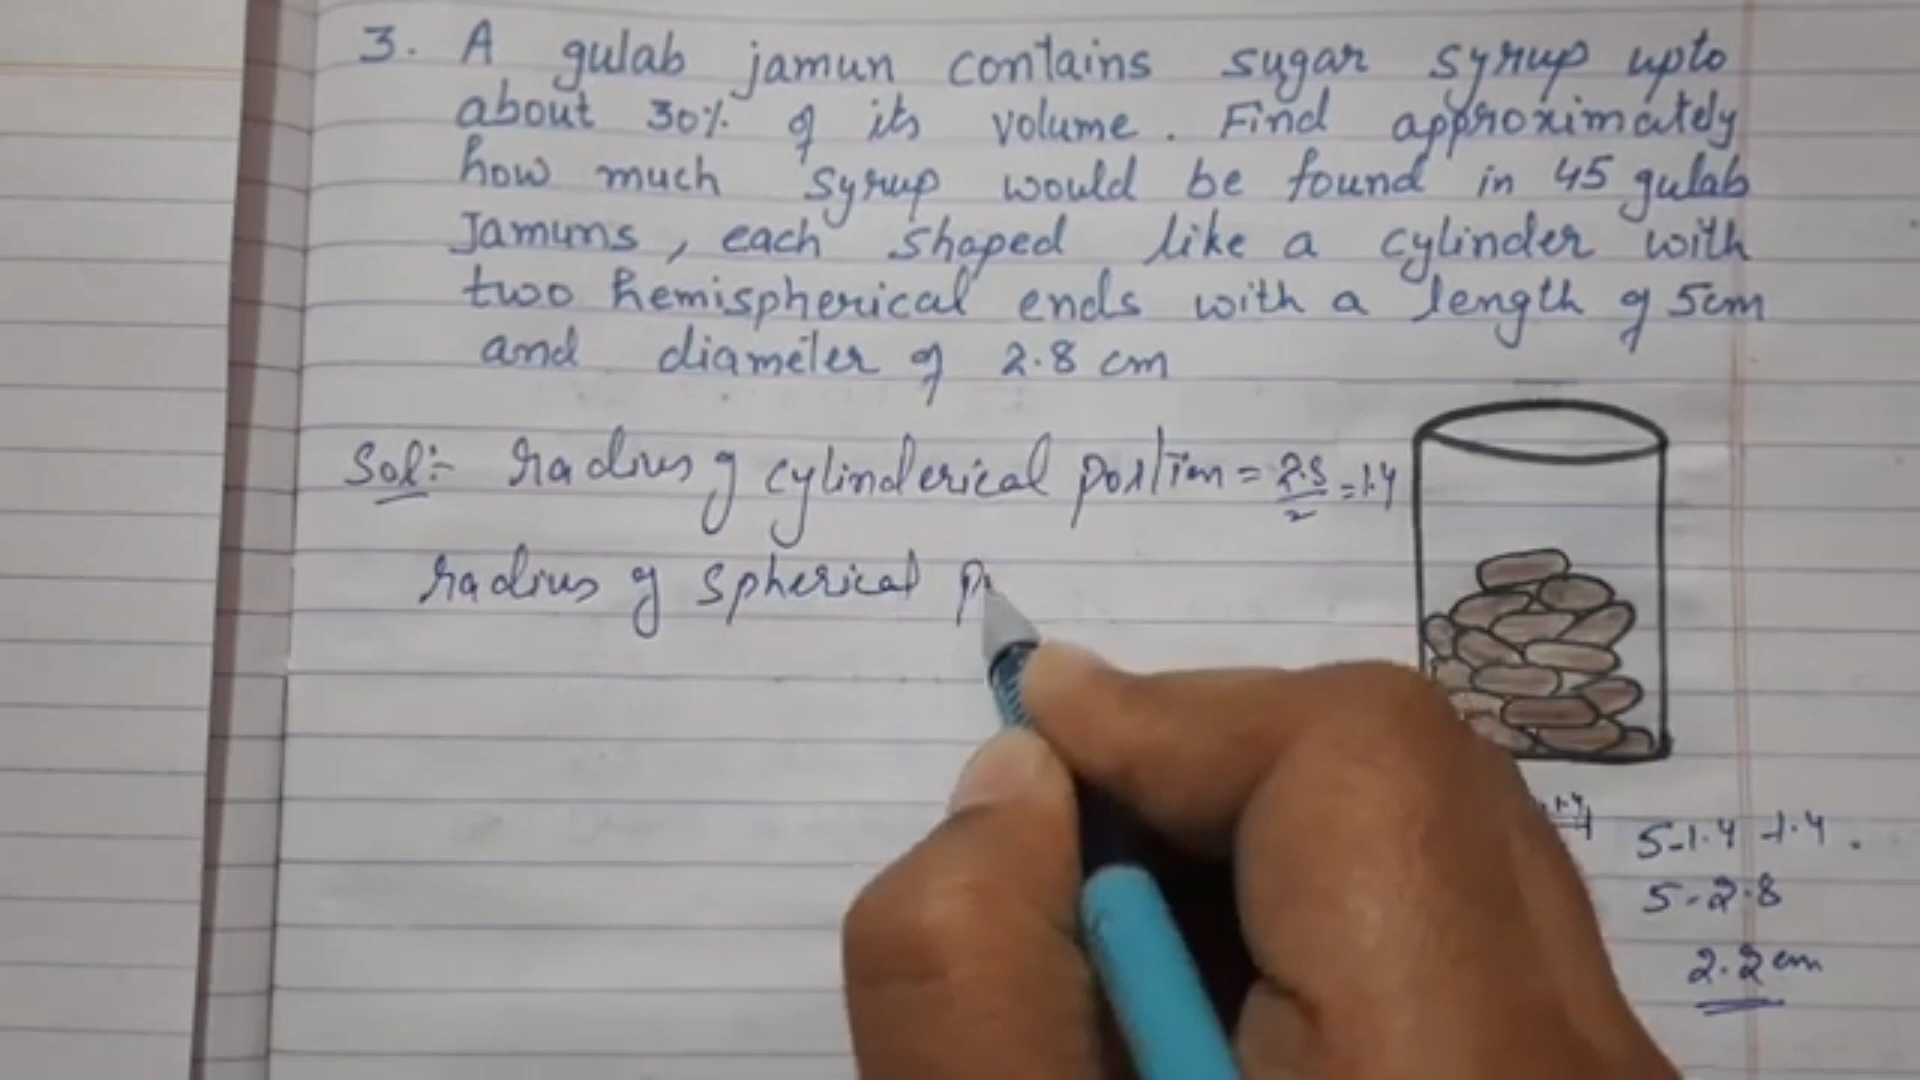 3. A gulab jamun contains sugar syrup upto
about 30% of its volume. Find approximately
how much syrup would be found in 45 gulab
Jamuns, each shaped like a cylinder with
two hemispherical ends with a length of 5cm
and diameter of 2.8 cm
Sol:- radius of cylinderical portion = 2.8/2 = 1.4
radius of spherical
5-1.4-1.4.
5-2.8
2.2 cm